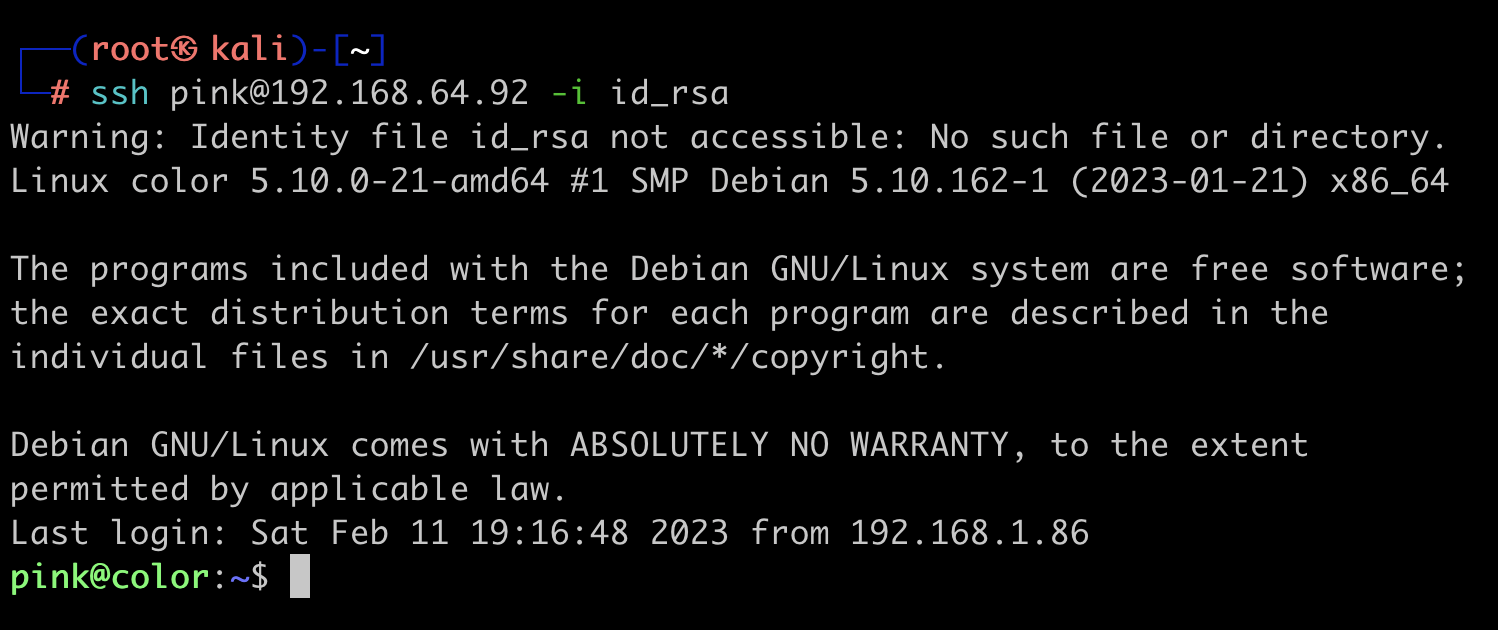 ┌──(root㉿kali)-[~]
└─# ssh pink@192.168.64.92 -i id_rsa
Warning: Identity file id_rsa not accessible: No such file or directory.
Linux color 5.10.0-21-amd64 #1 SMP Debian 5.10.162-1 (2023-01-21) x86_64
The programs included with the Debian GNU/Linux system are free software;
the exact distribution terms for each program are described in the
individual files in /usr/share/doc/*/copyright.
Debian GNU/Linux comes with ABSOLUTELY NO WARRANTY, to the extent
permitted by applicable law.
Last login: Sat Feb 11 19:16:48 2023 from 192.168.1.86
pink@color:~$